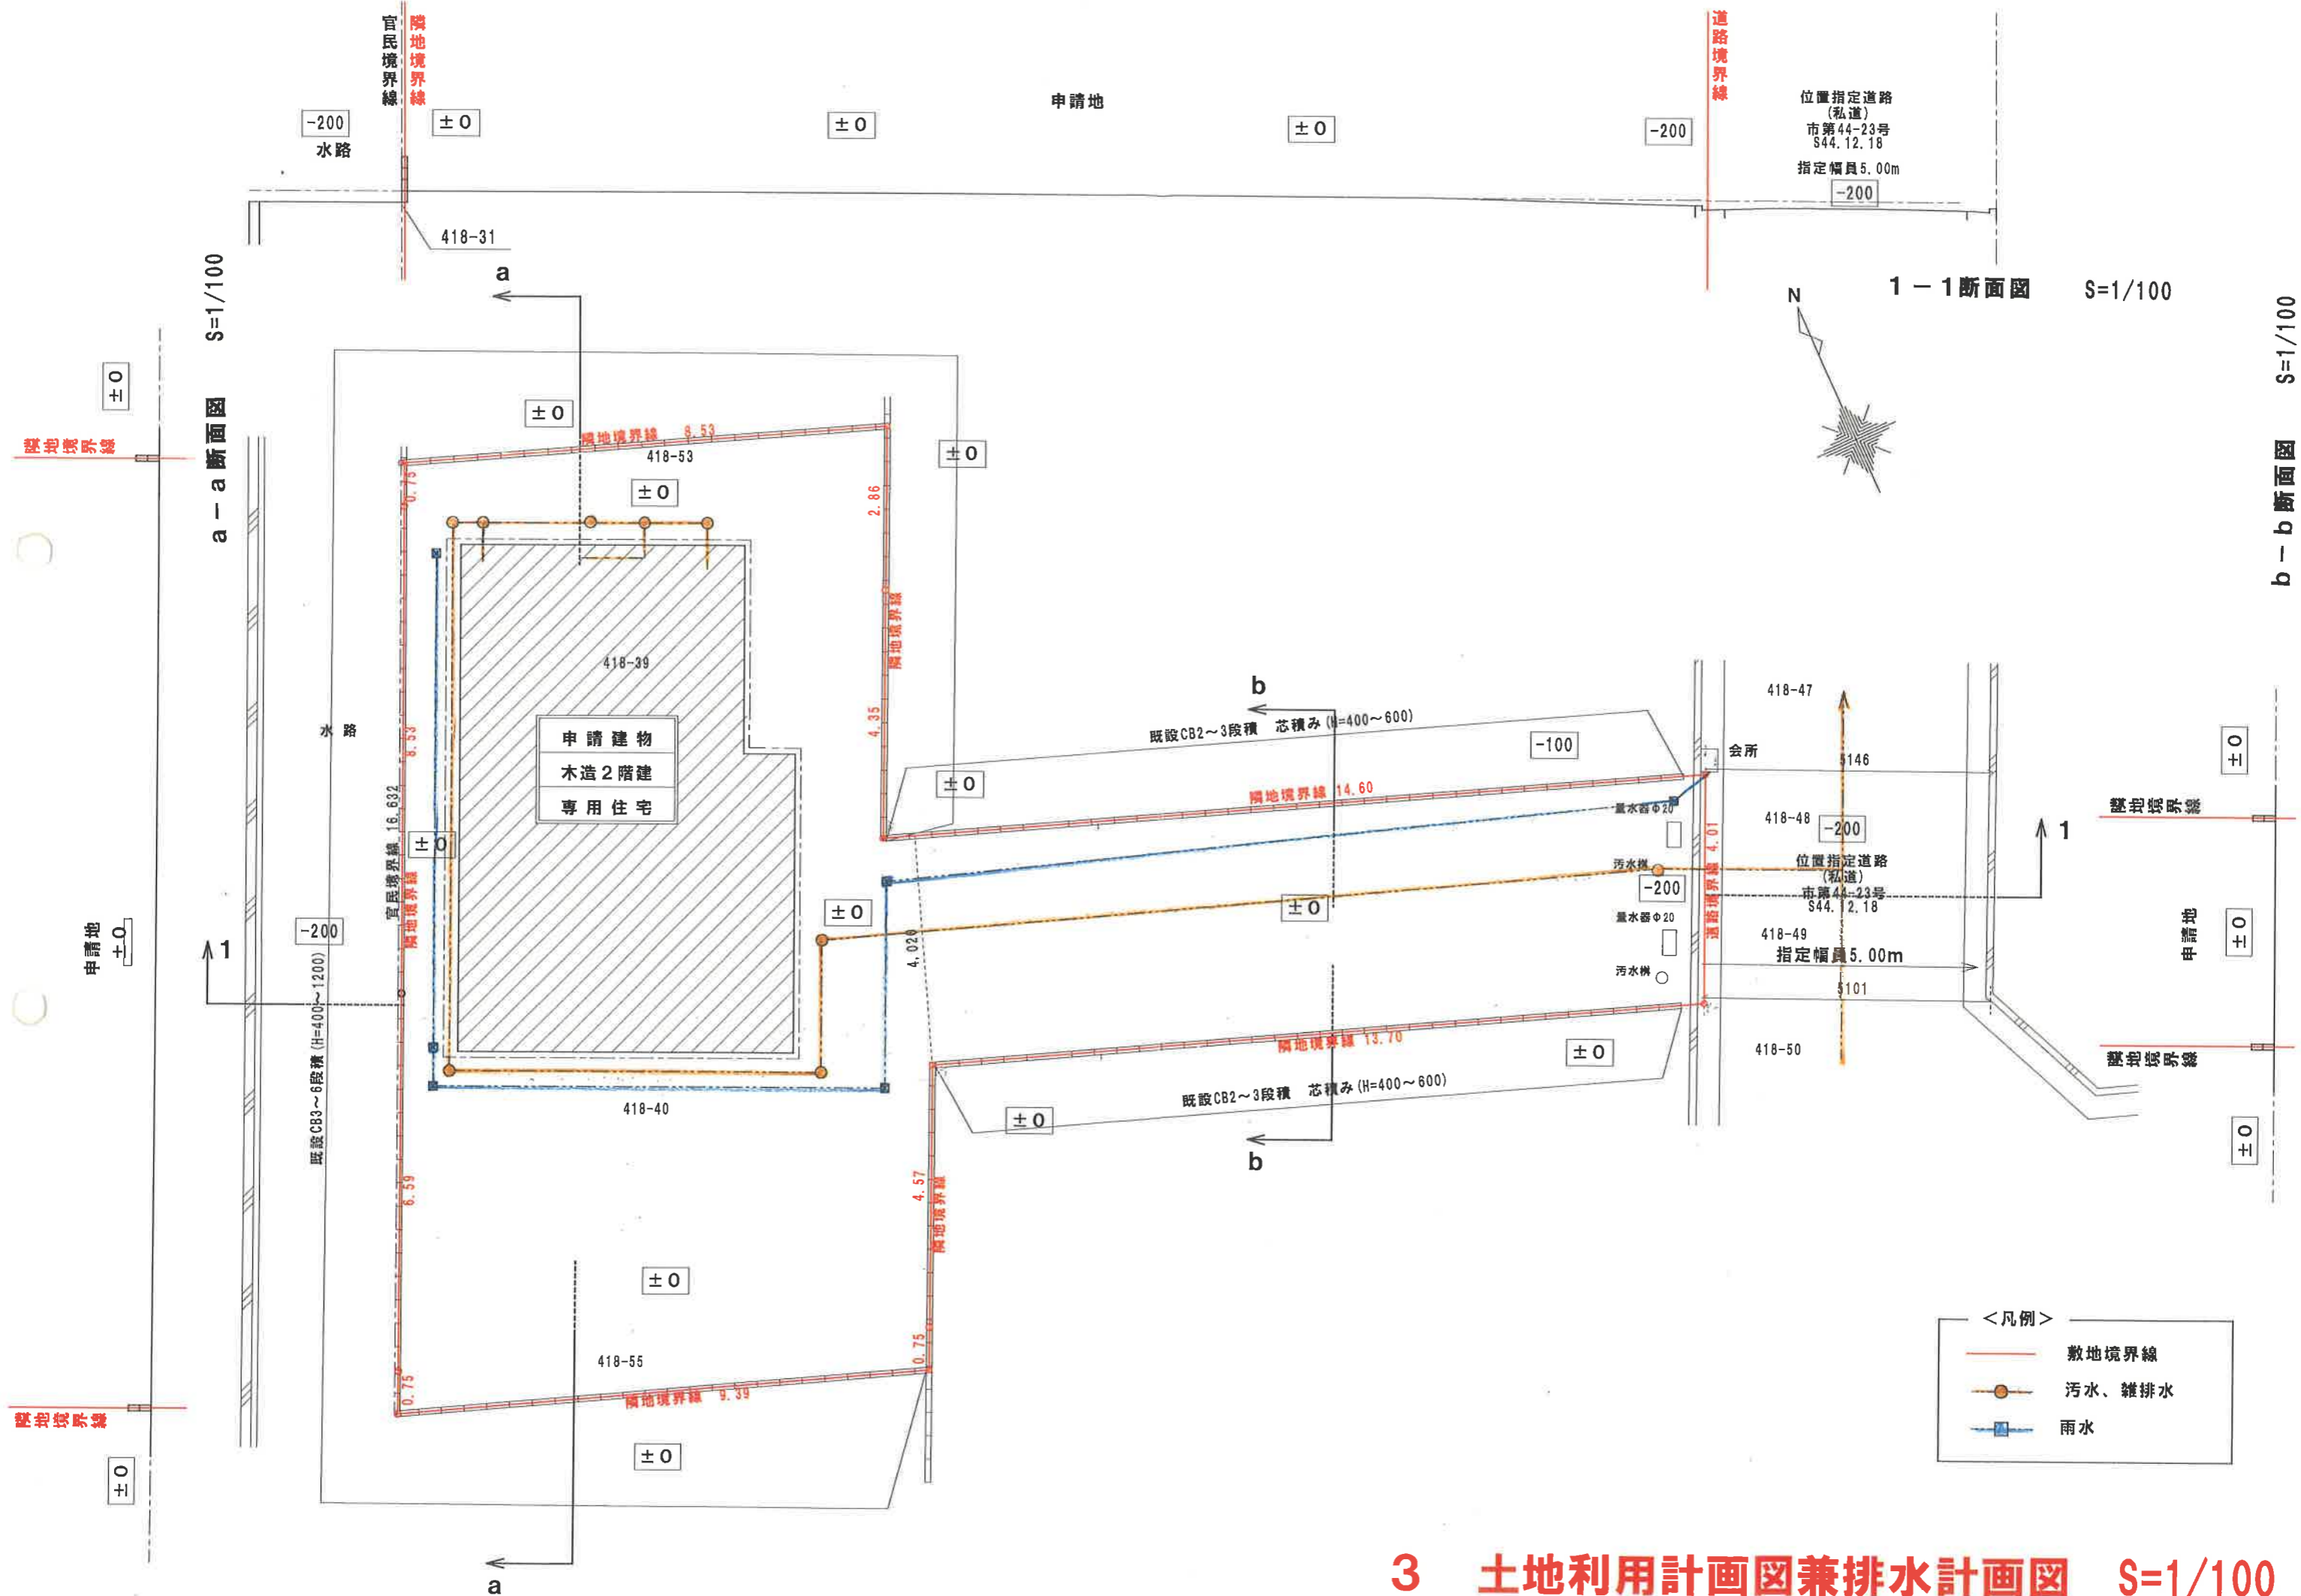 官民境界線
隣地境界線
-200
水路
±0
±0
申請地
±0
-200
道路境界線
位置指定道路
(私道)
市第44-23号
S44.12.18
指定幅員5.00m
-200
418-31
1－1断面図 S=1/100
N
a－a断面図 S=1/100
±0
隣地境界線
申請地
±0
隣地境界線
±0
b－b断面図 S=1/100
±0
隣地境界線
申請地
±0
隣地境界線
±0
a
±0
隣地境界線 8.53
418-53
±0
±0
0.75
2.86
隣地境界線
4.35
418-39
申請建物
木造2階建
専用住宅
水路
8.53
官民境界線 16.632
隣地境界線
±0
±0
-200
1
既設CB3～6段積(H=400～1200)
±0
4,020
418-40
6.59
±0
418-55
0.75
隣地境界線 9.39
±0
a
4.57
隣地境界線
0.75
b
既設CB2～3段積 芯積み(H=400～600)
-100
隣地境界線 14.60
量水器Φ20
汚水桝
-200
±0
量水器Φ20
汚水桝
隣地境界線 13.70
±0
既設CB2～3段積 芯積み(H=400～600)
±0
b
会所
418-47
5146
418-48
-200
道路境界線 4.01
位置指定道路
(私道)
市第44-23号
S44.12.18
418-49
指定幅員5.00m
5101
418-50
1
＜凡例＞
敷地境界線
汚水、雑排水
雨水
3 土地利用計画図兼排水計画図 S=1/100